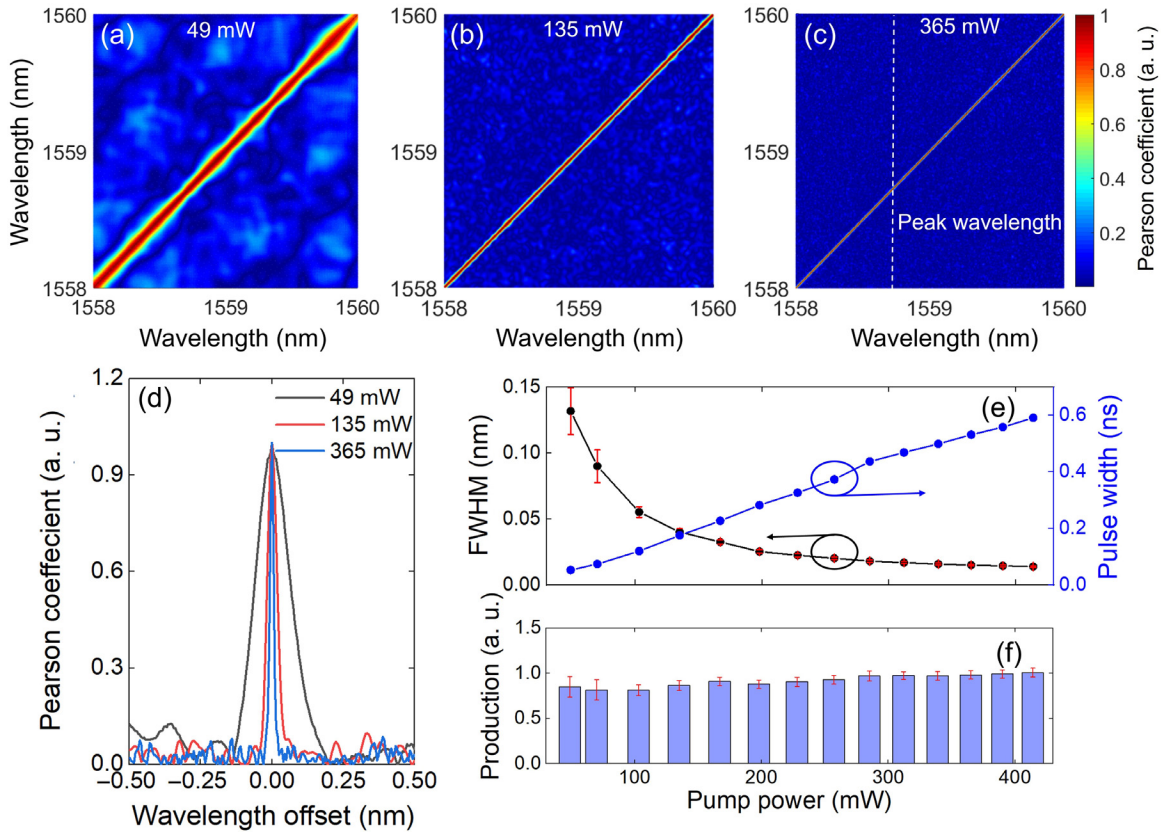 (a) 49 mW
1560
1559
1558
1558 1559 1560
Wavelength (nm)
Wavelength (nm)
(b) 135 mW
1560
1559
1558
1558 1559 1560
Wavelength (nm)
(c) 365 mW
Peak wavelength
1560
1559
1558
1558 1559 1560
Wavelength (nm)
1
0.8
0.6
0.4
0.2
Pearson coefficient (a. u.)
(d)
49 mW
135 mW
365 mW
1.2
0.9
0.6
0.3
0.0
Pearson coeffecient (a. u.)
−0.50 −0.25 0.00 0.25 0.50
Wavelength offset (nm)
(e)
0.15
0.10
0.05
0.00
FWHM (nm)
0.6
0.4
0.2
0.0
Pulse width (ns)
(f)
1.5
1.0
0.5
0.0
Production (a. u.)
100 200 300 400
Pump power (mW)